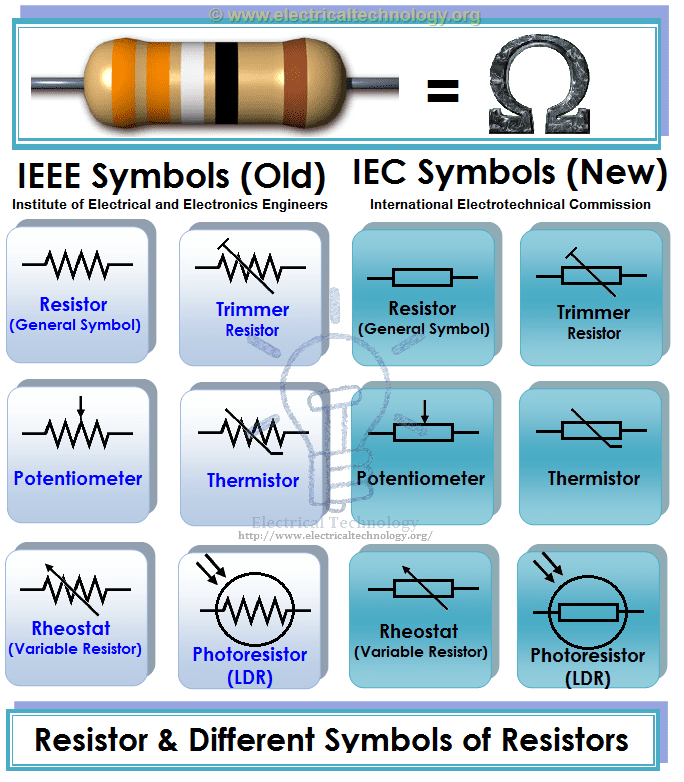 © www.electricaltechnology.org
= Ω
IEEE Symbols (Old)
Institute of Electrical and Electronics Engineers
IEC Symbols (New)
International Electrotechnical Commission
Resistor
(General Symbol)
Trimmer
Resistor
Resistor
(General Symbol)
Trimmer
Resistor
Potentiometer
Thermistor
Potentiometer
Thermistor
Electrical Technology
http://www.electricaltechnology.org/
Rheostat
(Variable Resistor)
Photoresistor
(LDR)
Rheostat
(Variable Resistor)
Photoresistor
(LDR)
Resistor & Different Symbols of Resistors